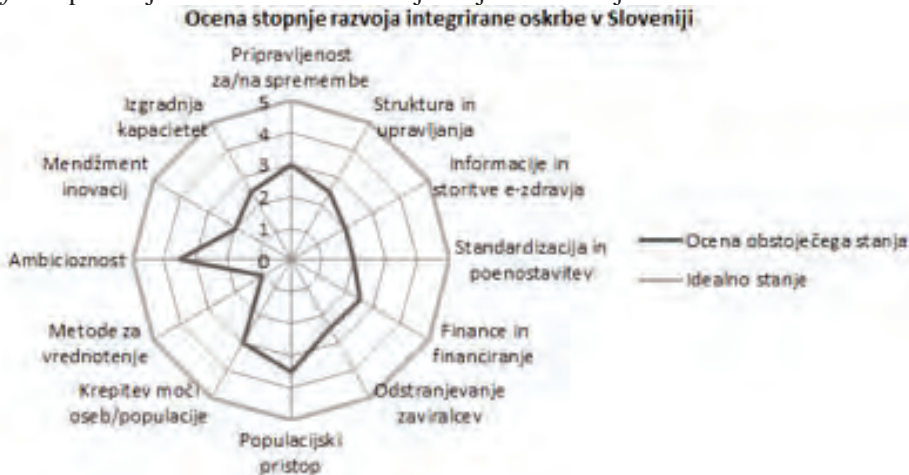 Ocena stopnje razvoja integrirane oskrbe v Sloveniji
Pripravljenost
za/na spremembe
Izgradnja
kapacitet
Struktura in
upravljanja
Mendžment
inovacij
Informacije in
storitve e-zdravja
Ambicioznost
Standardizacija in
poenostavitev
Metode za
vrednotenje
Finance in
financiranje
Krepitev moči
oseb/populacije
Odstranjevanje
zaviralcev
Populacijski
pristop
5
4
3
2
1
0
Ocena obstoječega stanja
Idealno stanje